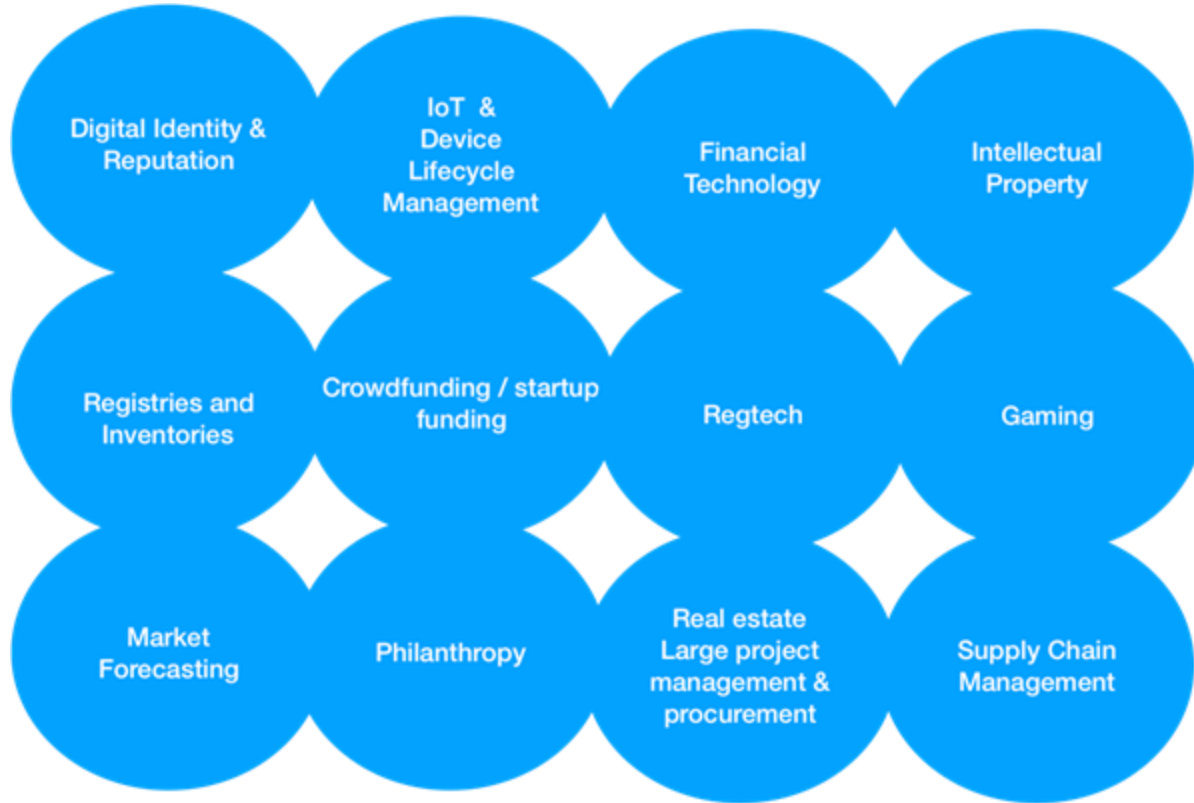 Digital Identity &
Reputation
IoT &
Device
Lifecycle
Management
Financial
Technology
Intellectual
Property
Registries and
Inventories
Crowdfunding / startup
funding
Regtech
Gaming
Market
Forecasting
Philanthropy
Real estate
Large project
management &
procurement
Supply Chain
Management